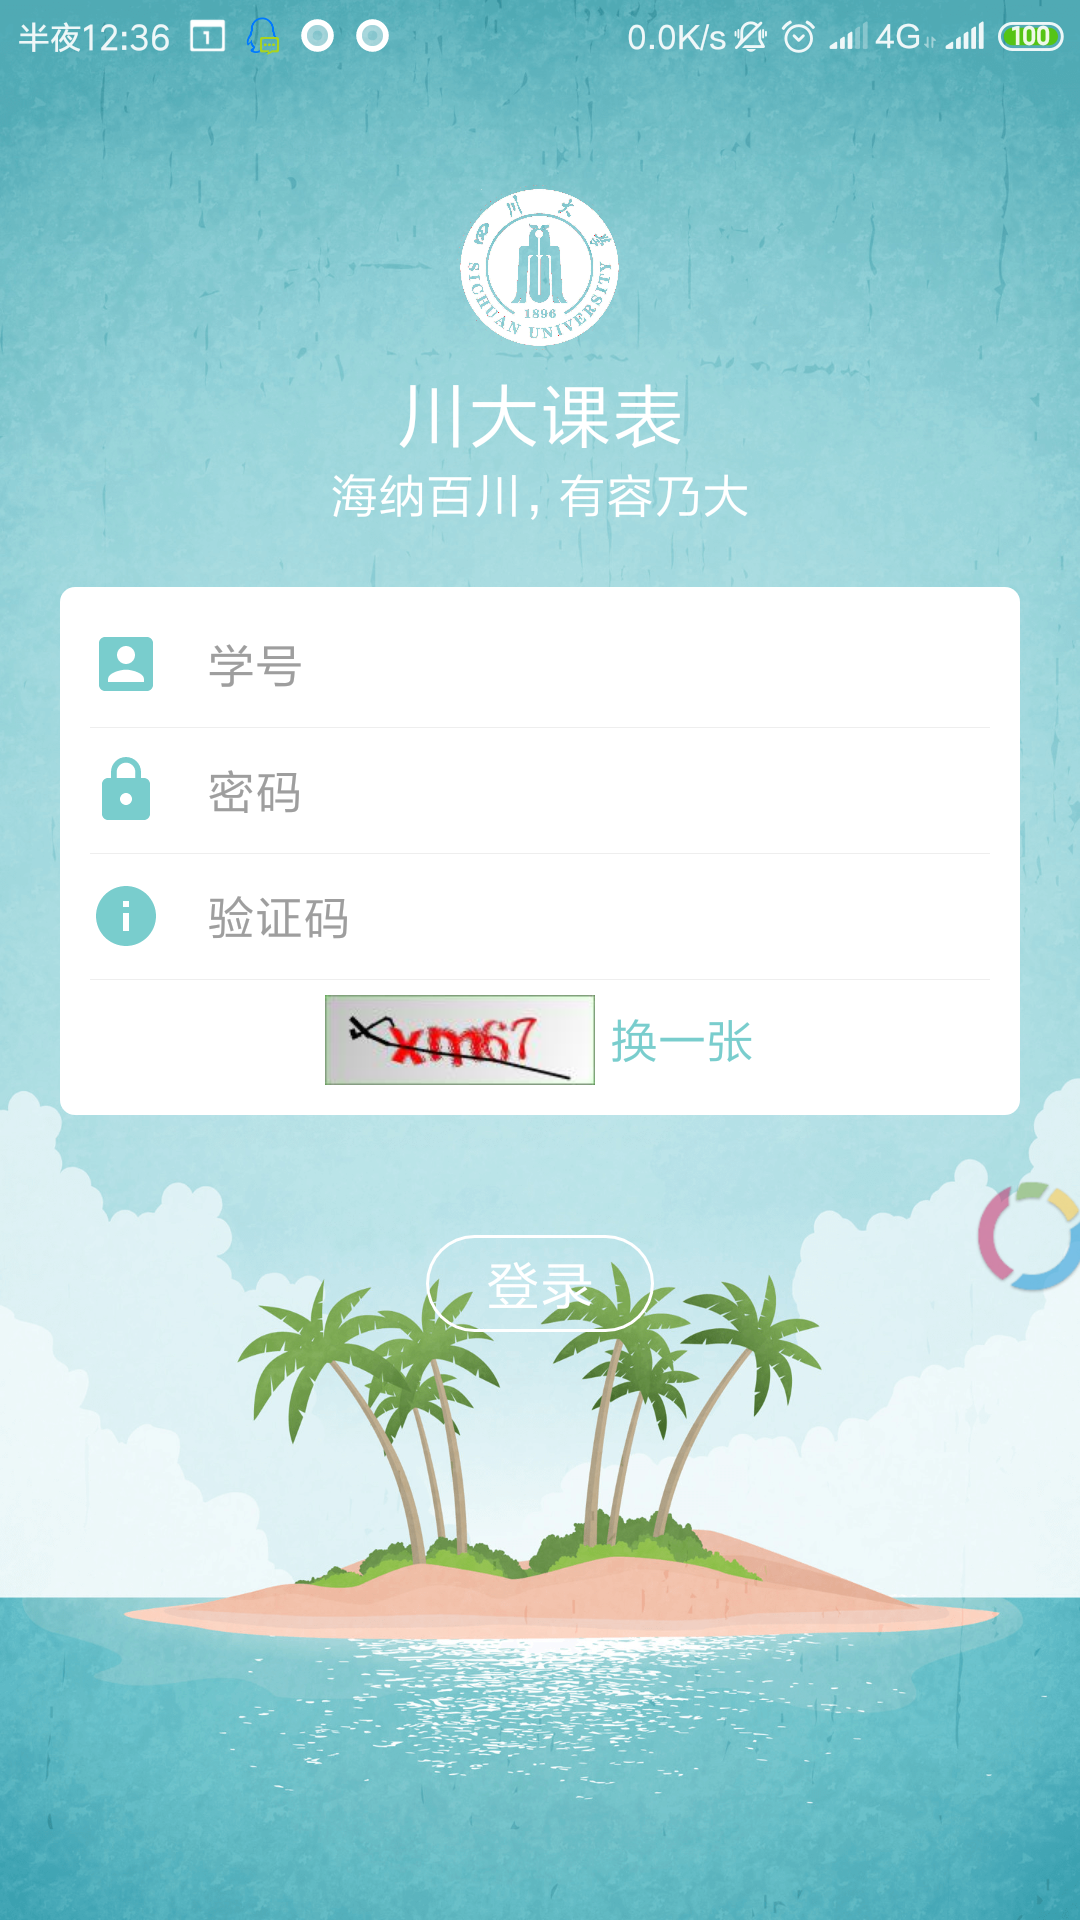 半夜12:36
1
0.0K/s
4G
100
四川大学
SICHUAN UNIVERSITY
1896
川大课表
海纳百川，有容乃大
学号
密码
验证码
xm67
换一张
登录